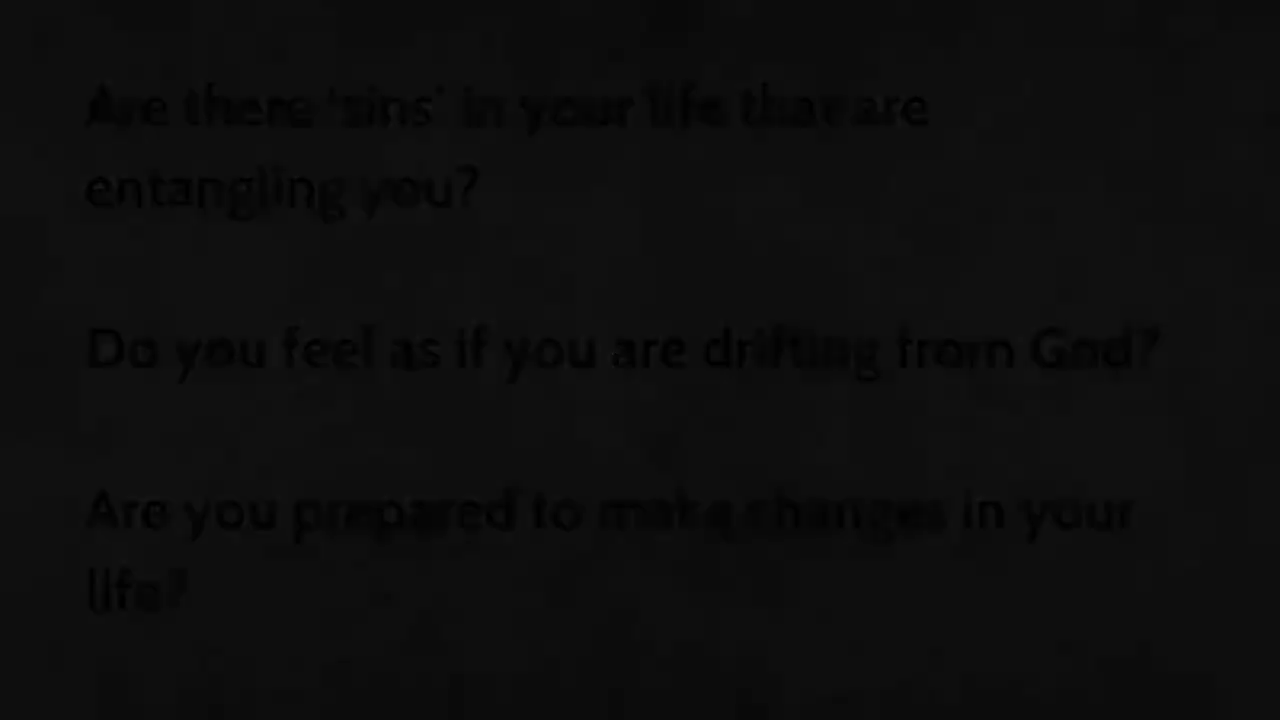 Are there ‘sins’ in your life that are
entangling you?
Do you feel as if you are drifting from God?
Are you prepared to make changes in your
life?